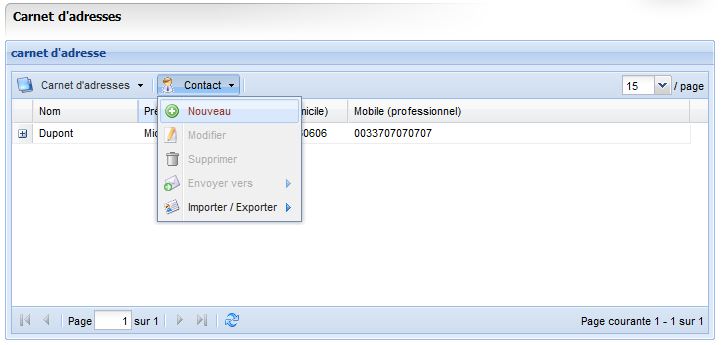 Carnet d'adresses
carnet d'adresse
Carnet d'adresses Contact 15 / page
Nom Pré micile) Mobile (professionnel)
Dupont Mic 0606 0033707070707
Nouveau
Modifier
Supprimer
Envoyer vers
Importer / Exporter
Page 1 sur 1 Page courante 1 - 1 sur 1